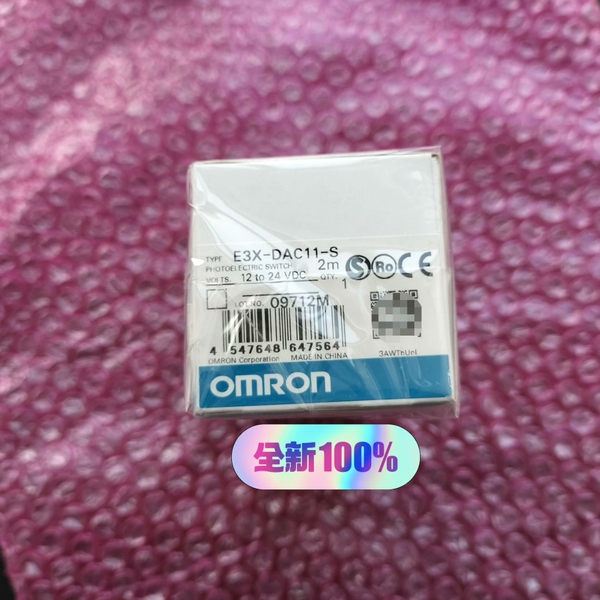 TYPE E3X-DAC11-S
PHOTOELECTRIC SWITCH 2m
VOLTS. 12 to 24 VDC QTY. 1
LOT.NO. 09712M
4 547648 647564
OMRON Corporation MADE IN CHINA
3AWThUnl
OMRON
全新100%